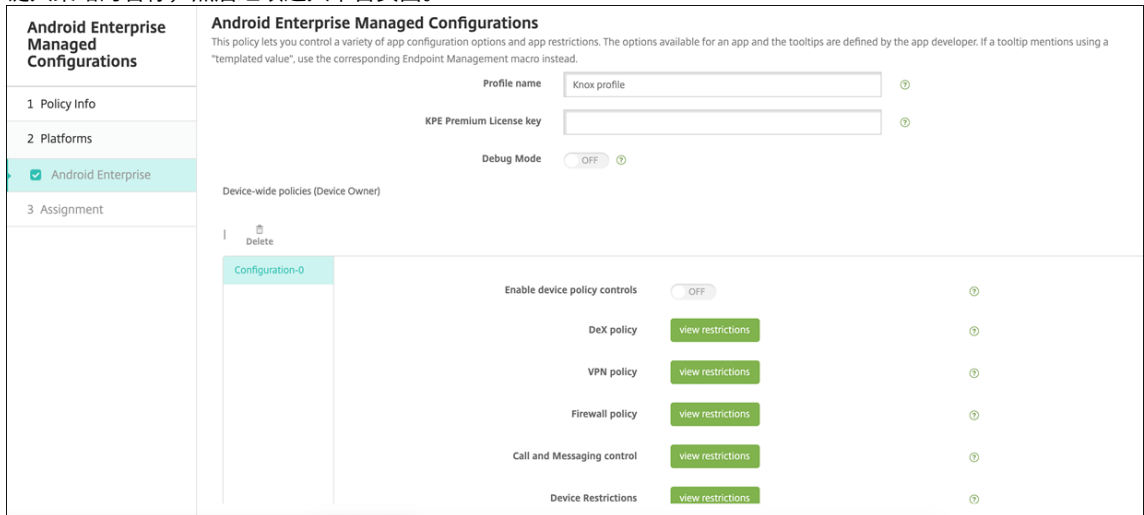 Android Enterprise
Managed
Configurations
1 Policy Info
2 Platforms
Android Enterprise
3 Assignment
Android Enterprise Managed Configurations
This policy lets you control a variety of app configuration options and app restrictions. The options available for an app and the tooltips are defined by the app developer. If a tooltip mentions using a
"templated value", use the corresponding Endpoint Management macro instead.
Profile name
Knox profile
KPE Premium License key
Debug Mode
OFF
Device-wide policies (Device Owner)
Delete
Configuration-0
Enable device policy controls
OFF
DeX policy
view restrictions
VPN policy
view restrictions
Firewall policy
view restrictions
Call and Messaging control
view restrictions
Device Restrictions
view restrictions